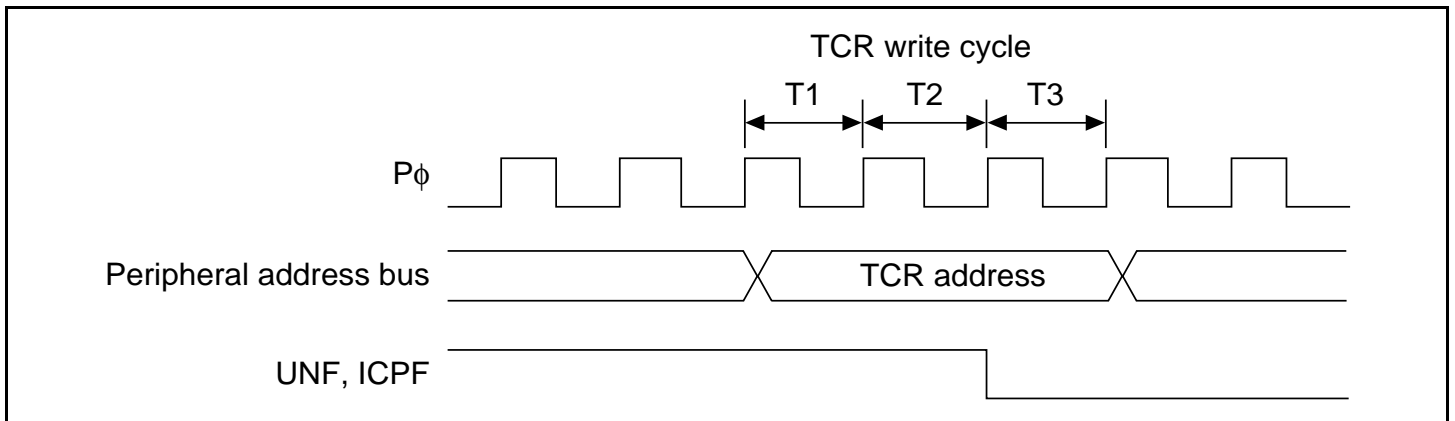 TCR write cycle
T1 T2 T3
Pϕ
Peripheral address bus
TCR address
UNF, ICPF